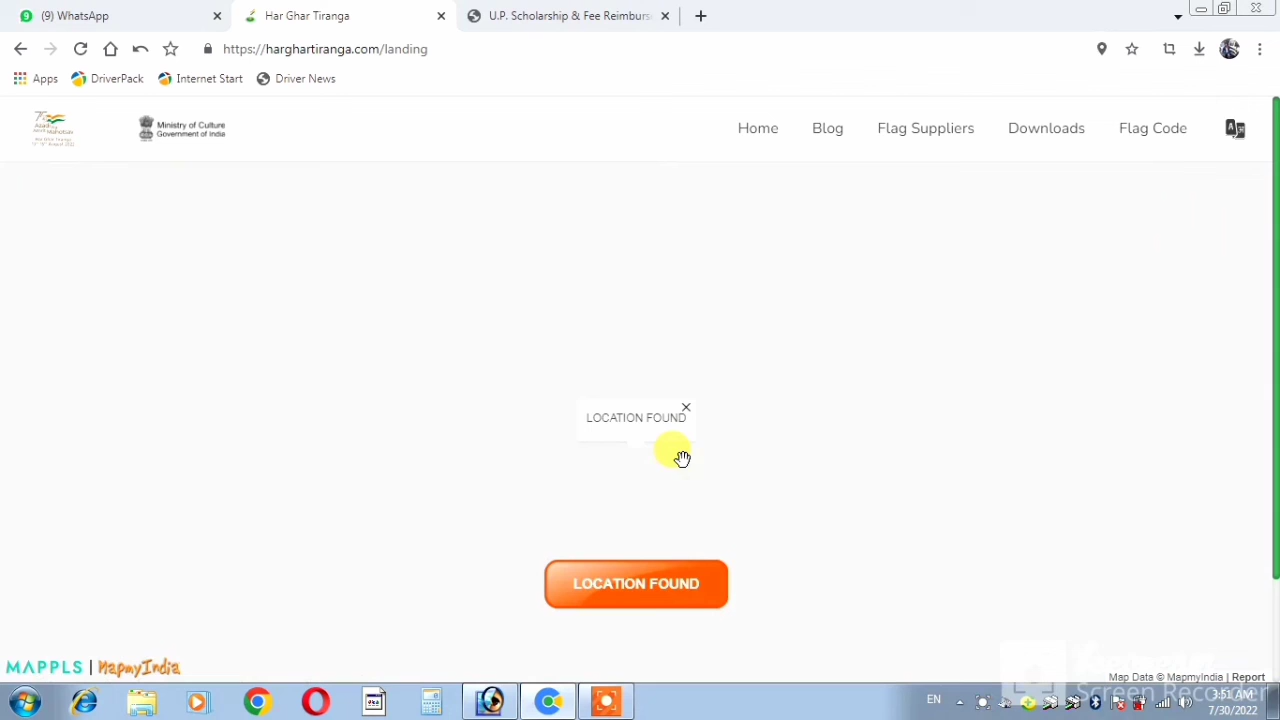 (9) WhatsApp
Har Ghar Tiranga
U.P. Scholarship & Fee Reimburs
https://harghartiranga.com/landing
Apps
DriverPack
Internet Start
Driver News
Ministry of Culture
Government of India
Home
Blog
Flag Suppliers
Downloads
Flag Code
LOCATION FOUND
LOCATION FOUND
MAPPLS | MapmyIndia
Map Data © MapmyIndia | Report
Screen Recorder
EN
3:51 AM
7/30/2022